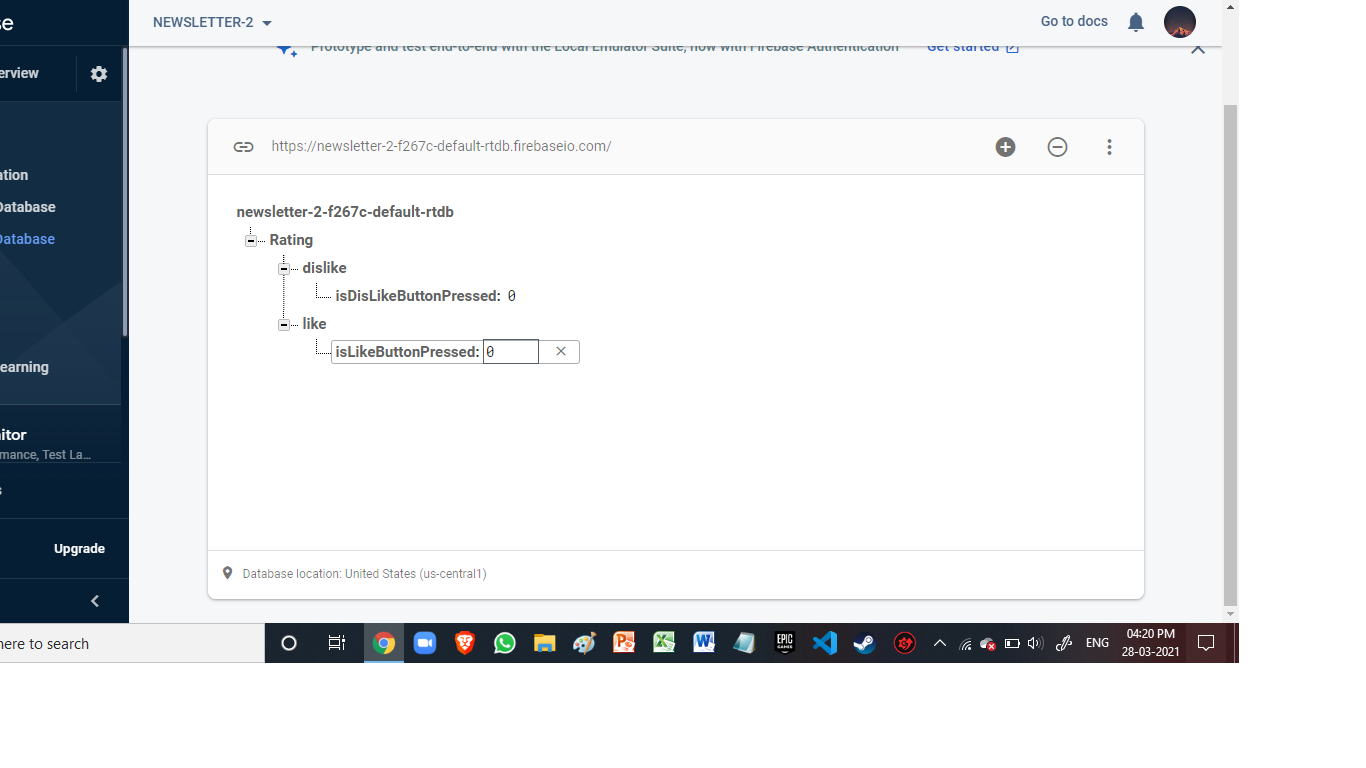 se
NEWSLETTER-2
Go to docs
Prototype and test end-to-end with the Local Emulator Suite, now with Firebase Authentication
Get started
erview
https://newsletter-2-f267c-default-rtdb.firebaseio.com/
ation
Database
Database
newsletter-2-f267c-default-rtdb
Rating
dislike
isDisLikeButtonPressed: 0
like
isLikeButtonPressed: 0
earning
itor
rmance, Test La...
s
Upgrade
Database location: United States (us-central1)
here to search
EPIC GAMES
ENG
04:20 PM
28-03-2021